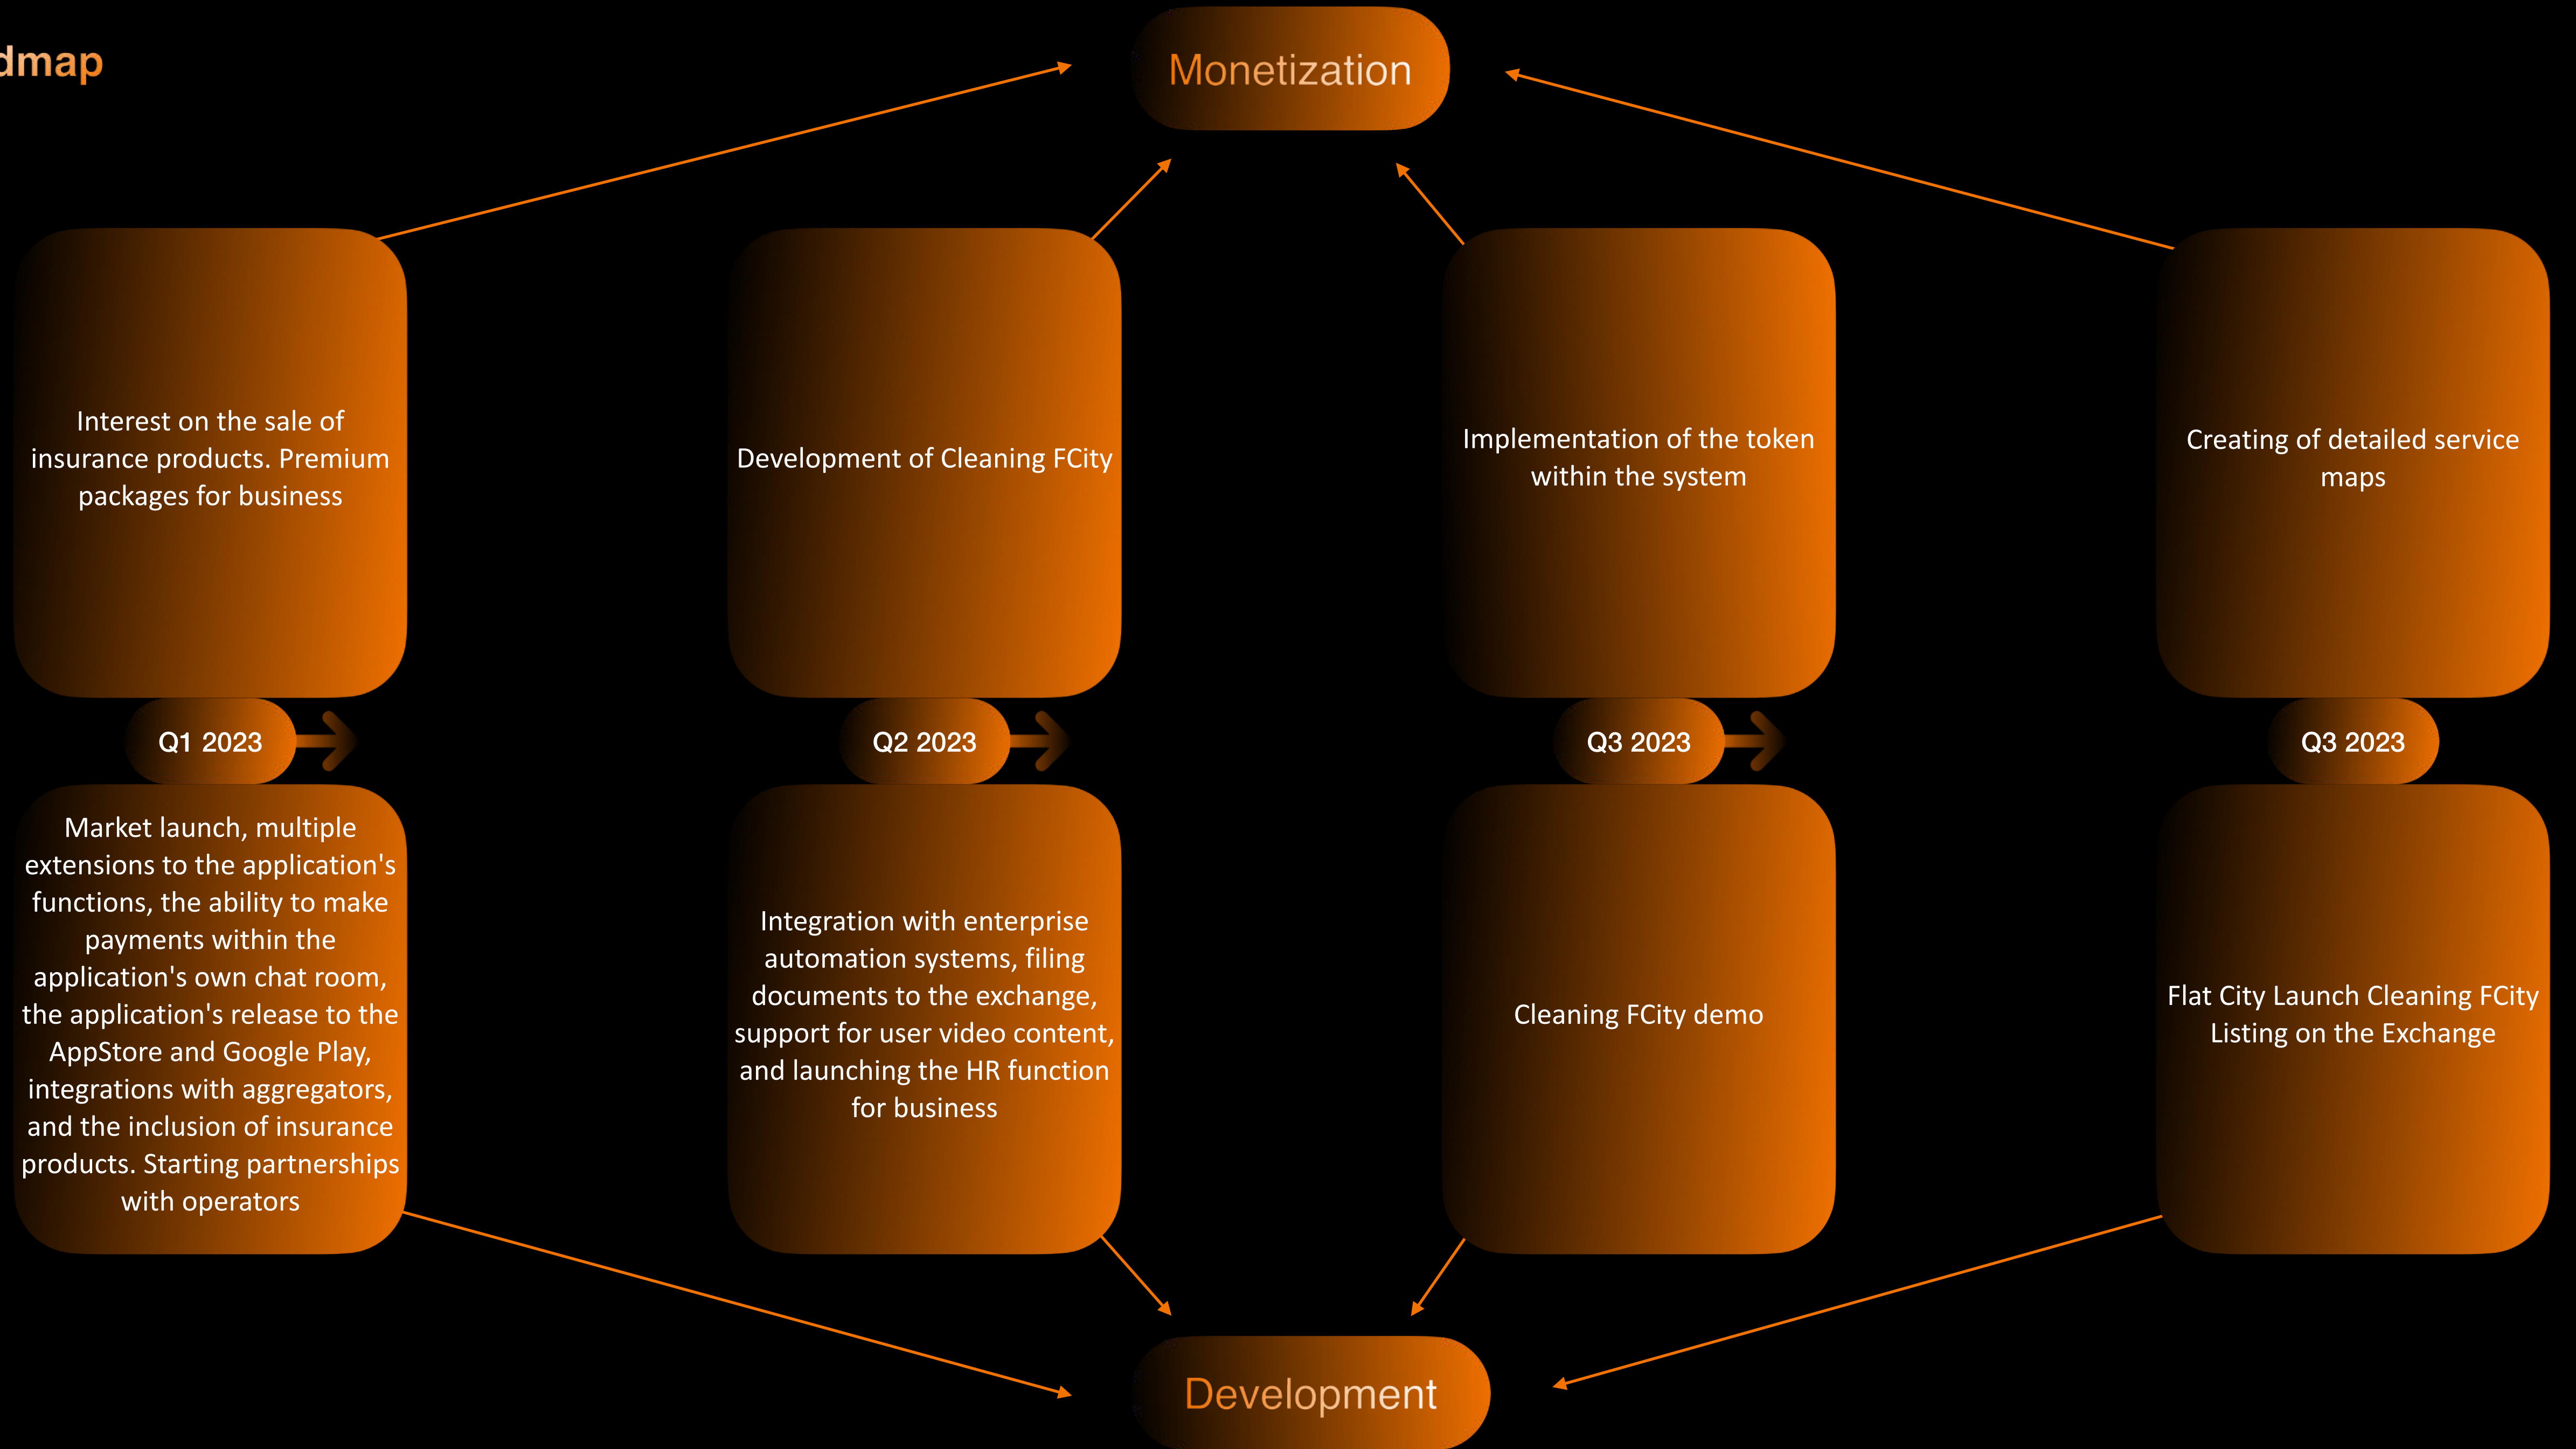 dmap
Monetization
Interest on the sale of
insurance products. Premium
packages for business
Development of Cleaning FCity
Implementation of the token
within the system
Creating of detailed service
maps
Q1 2023
Q2 2023
Q3 2023
Q3 2023
Market launch, multiple
extensions to the application's
functions, the ability to make
payments within the
application's own chat room,
the application's release to the
AppStore and Google Play,
integrations with aggregators,
and the inclusion of insurance
products. Starting partnerships
with operators
Integration with enterprise
automation systems, filing
documents to the exchange,
support for user video content,
and launching the HR function
for business
Cleaning FCity demo
Flat City Launch Cleaning FCity
Listing on the Exchange
Development